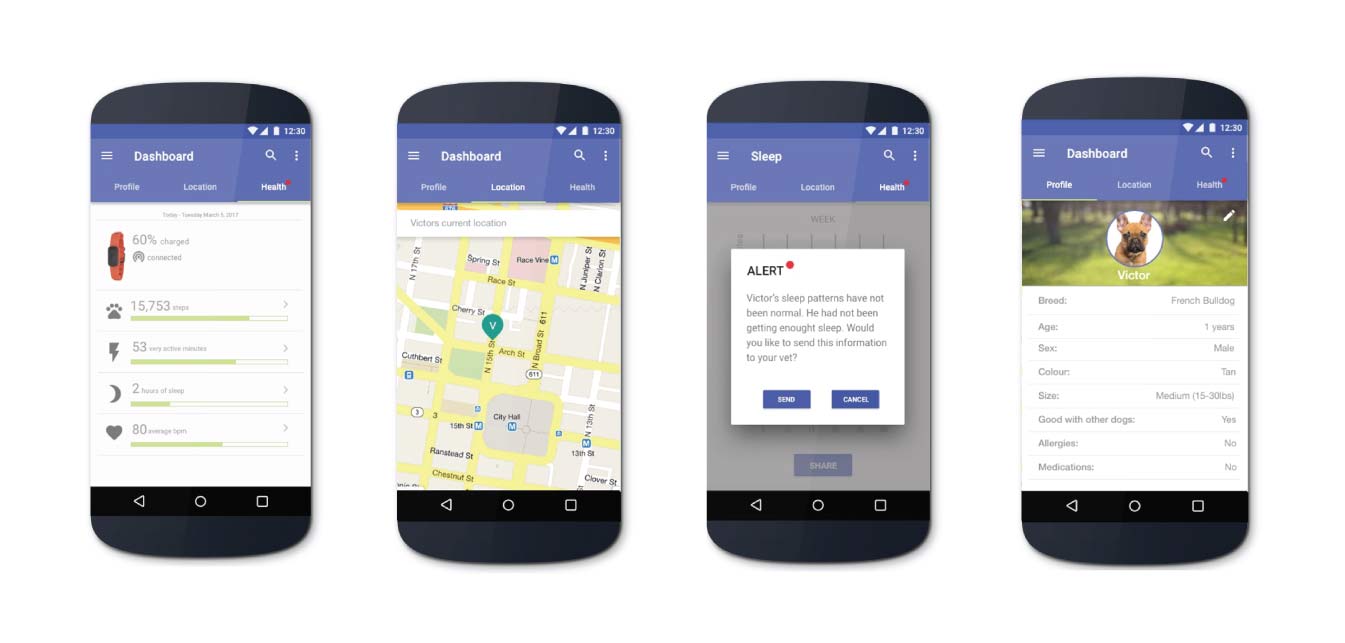 12:30
Dashboard
Profile Location Health
Today - Tuesday March 5, 2017
60% charged
connected
15,753 steps
53 very active minutes
2 hours of sleep
80 average bpm
12:30
Dashboard
Profile Location Health
676
Victors current location
N 17th St
Spring St
Race Vine M
N Juniper St
N Clarion St
Race St
Cherry St
611
V
N 15th St
Arch St
N Broad St
Cuthbert St
611
3 3
City Hall
M
15th St M
N 13th St
M
13th St
Ranstead St
Chestnut St
Clover St
12:30
Sleep
Profile Location Health
WEEK
ALERT
Victor's sleep patterns have not
been normal. He had not been
getting enought sleep. Would
you like to send this information
to your vet?
SEND CANCEL
SHARE
12:30
Dashboard
Profile Location Health
Victor
Breed: French Bulldog
Age: 1 years
Sex: Male
Colour: Tan
Size: Medium (15-30lbs)
Good with other dogs: Yes
Allergies: No
Medications: No